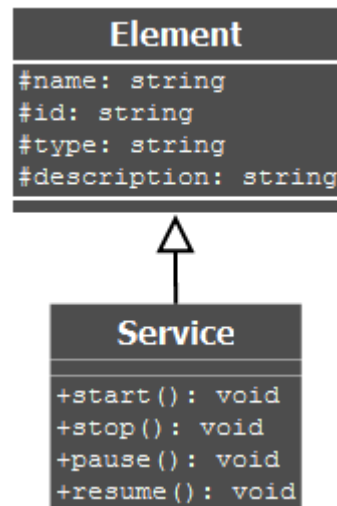 Element
#name: string
#id: string
#type: string
#description: string
Service
+start(): void
+stop(): void
+pause(): void
+resume(): void